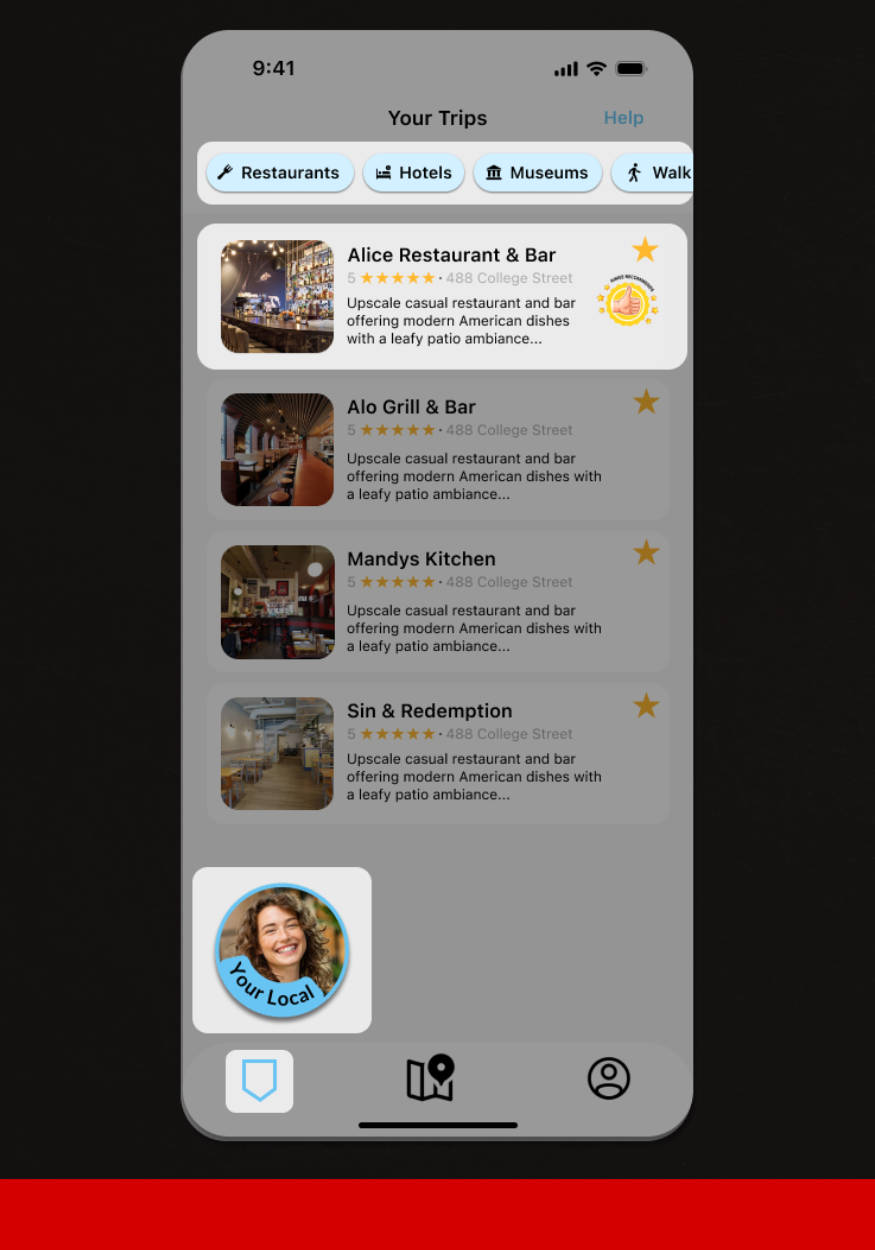 9:41
Your Trips
Help
Restaurants
Hotels
Museums
Walk
Alice Restaurant & Bar
5 ★★★★★ · 488 College Street
Upscale casual restaurant and bar
offering modern American dishes
with a leafy patio ambiance...
Alo Grill & Bar
5 ★★★★★ · 488 College Street
Upscale casual restaurant and bar
offering modern American dishes with
a leafy patio ambiance...
Mandys Kitchen
5 ★★★★★ · 488 College Street
Upscale casual restaurant and bar
offering modern American dishes with
a leafy patio ambiance...
Sin & Redemption
5 ★★★★★ · 488 College Street
Upscale casual restaurant and bar
offering modern American dishes with
a leafy patio ambiance...
Your Local